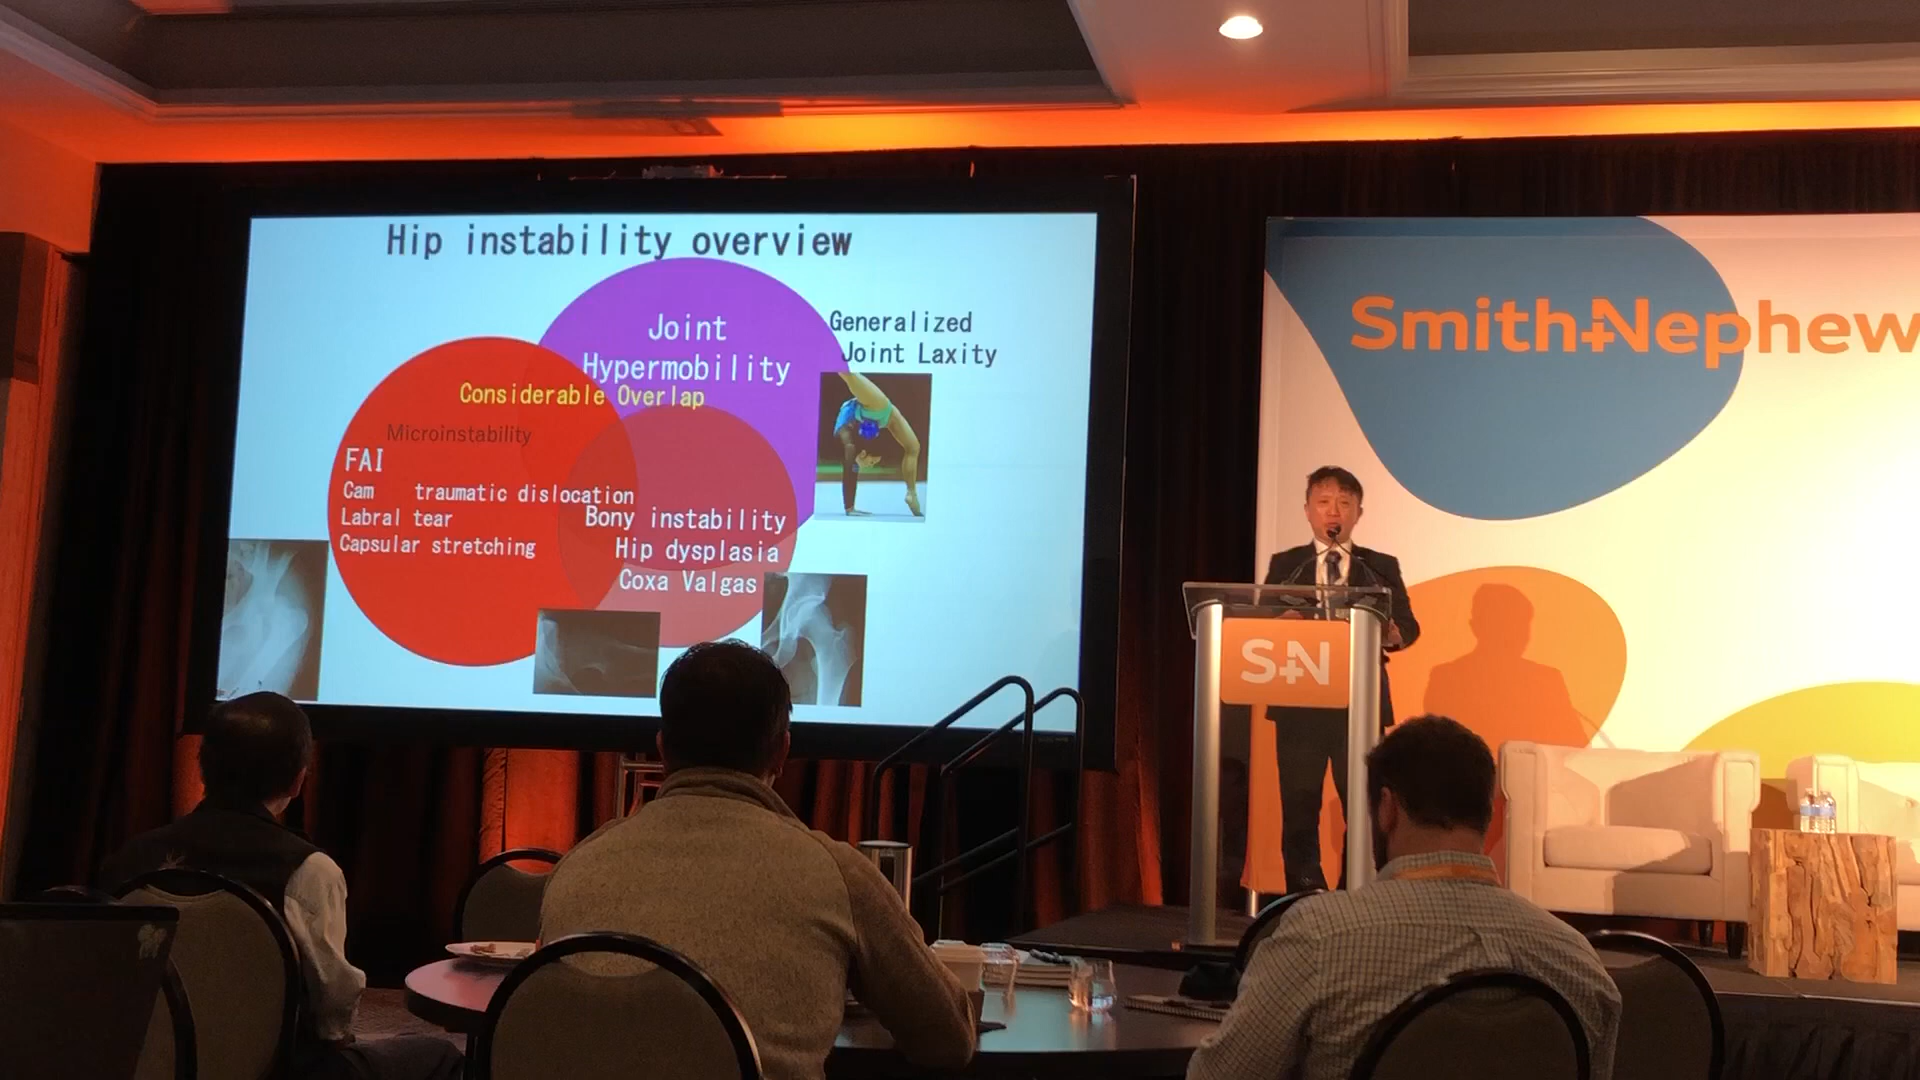 Hip instability overview
Joint
Hypermobility
Generalized
Joint Laxity
Considerable Overlap
Microinstability
FAI
Cam traumatic dislocation
Labral tear
Capsular stretching
Bony instability
Hip dysplasia
Coxa Valgas
Smith+Nephew
S+N